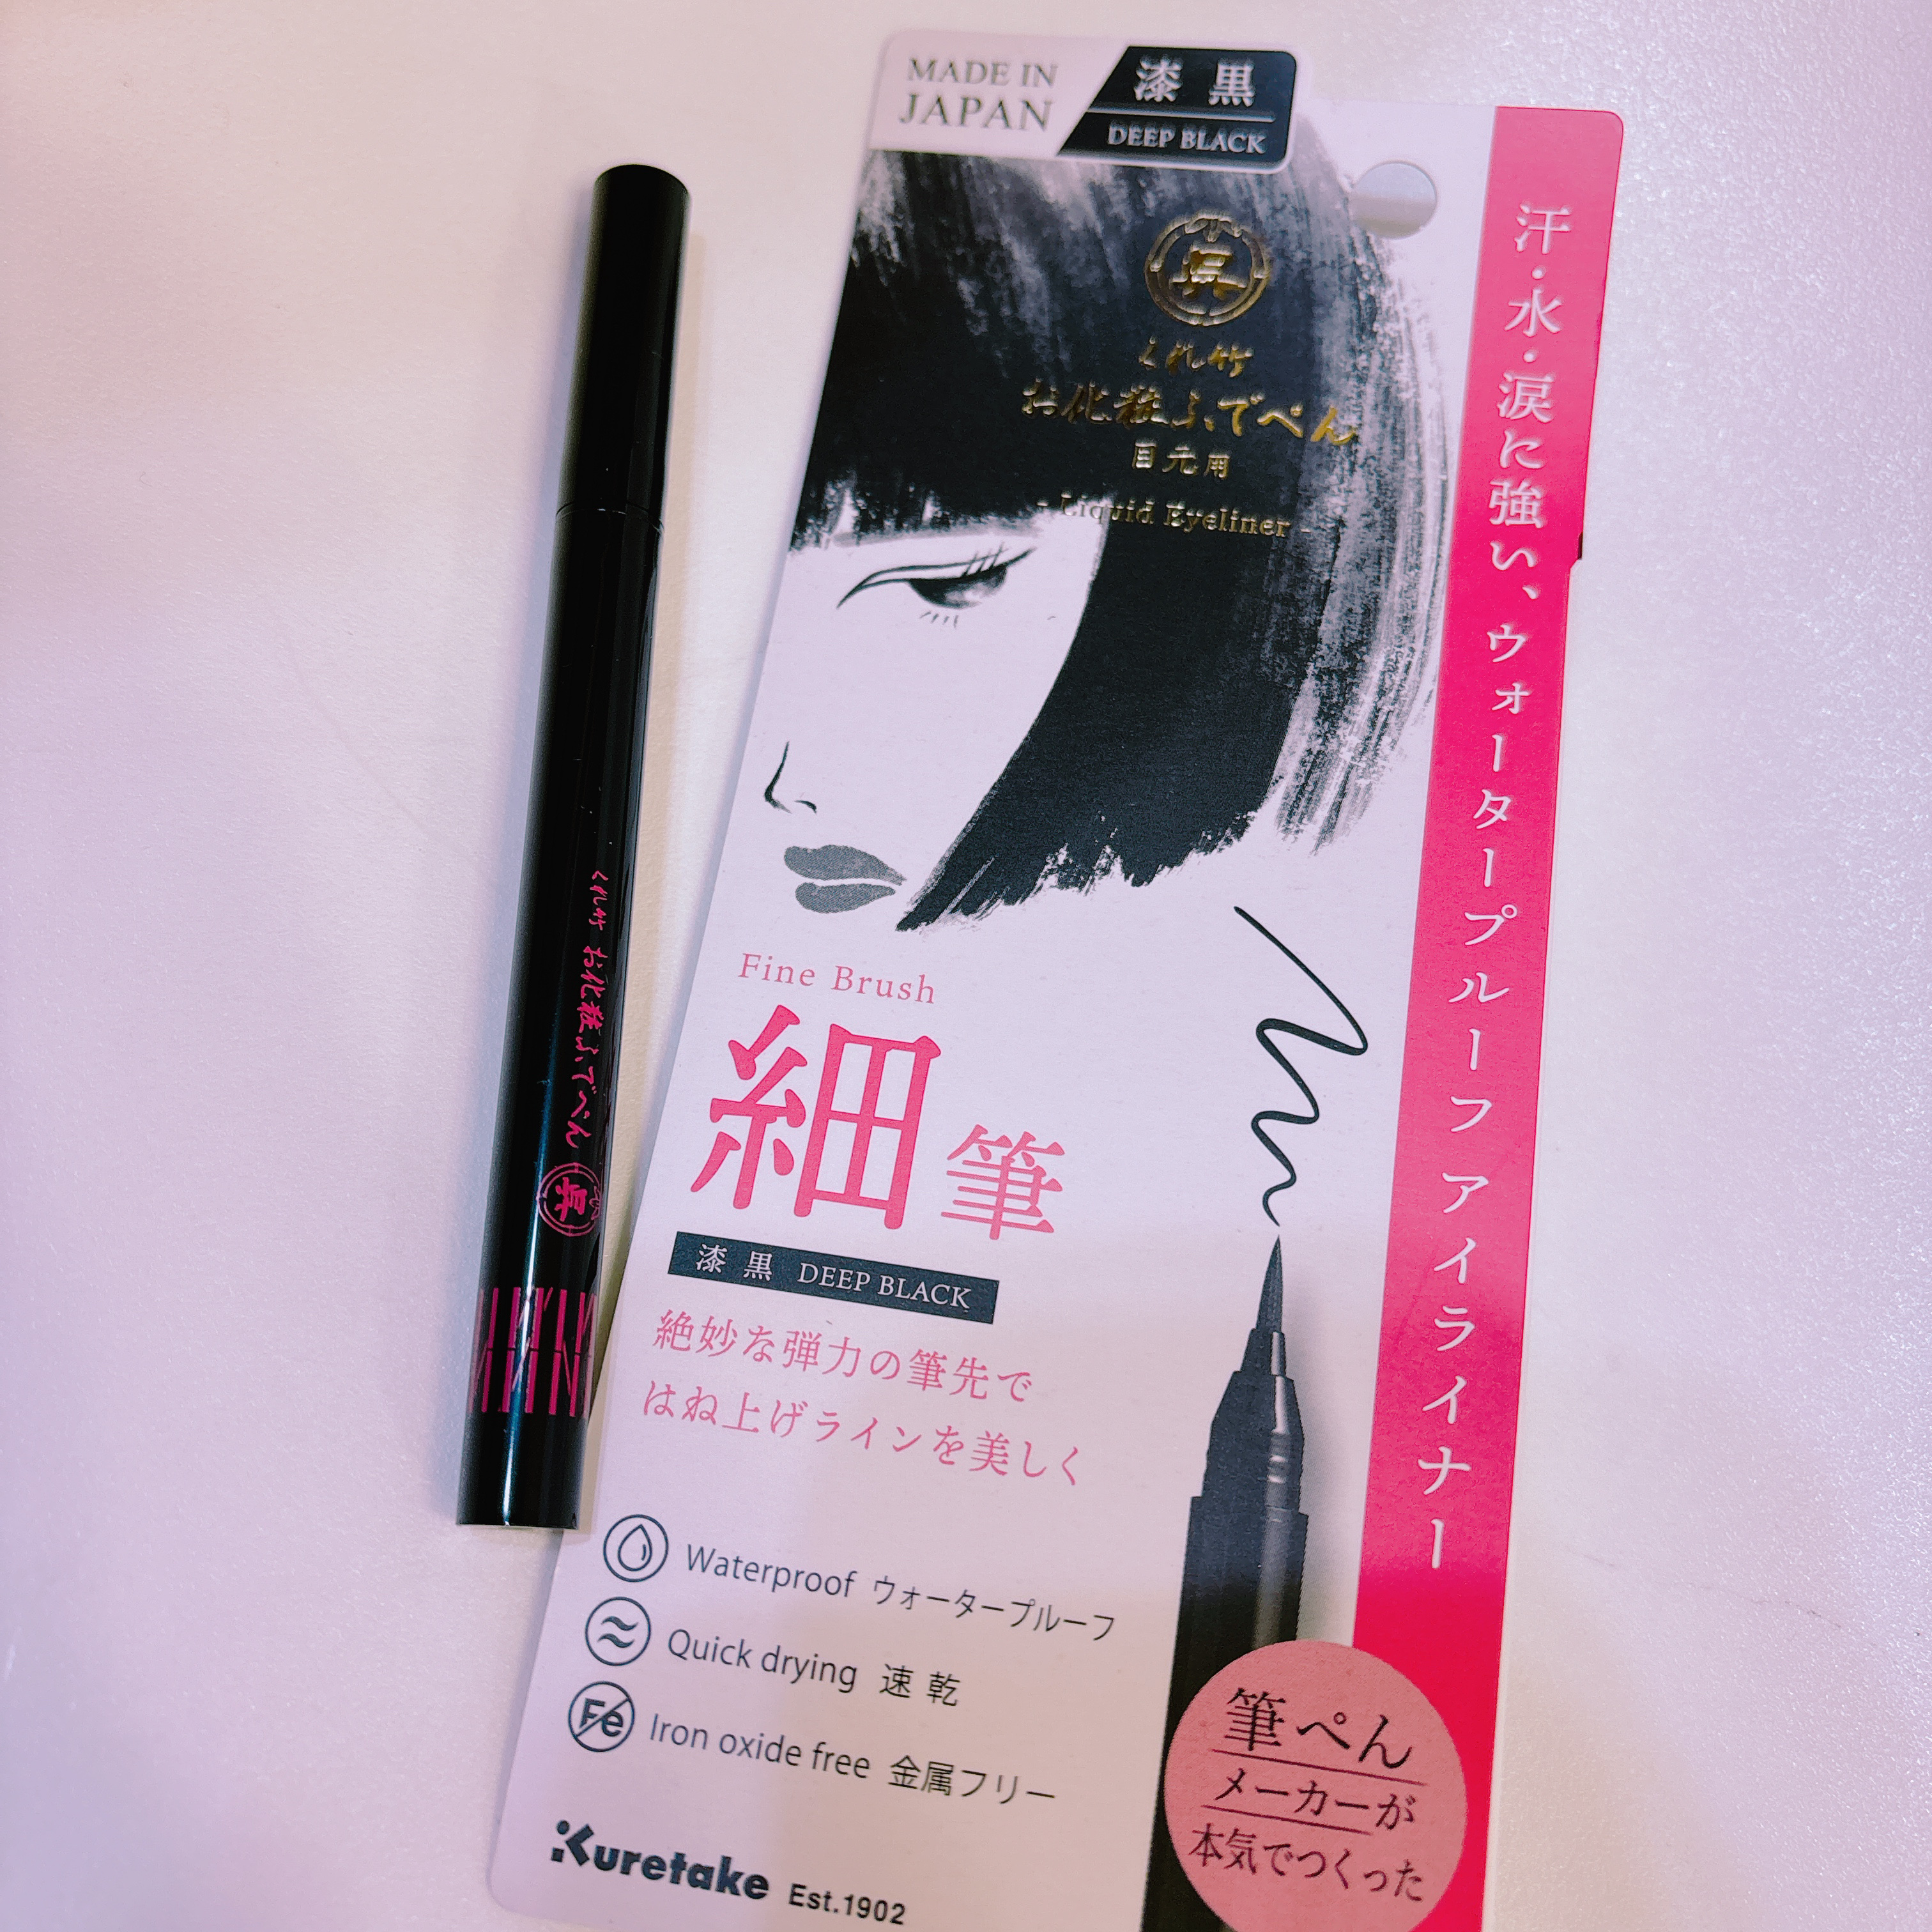 MADE IN
JAPAN
漆黒
DEEP BLACK
呉
くれ竹
お化粧ふでぺん
目元用
- Liquid Eyeliner -
汗・水・涙に強い、ウォータープルーフアイライナー
Fine Brush
細筆
漆黒 DEEP BLACK
絶妙な弾力の筆先で
はね上げラインを美しく
Waterproof ウォータープルーフ
Quick drying 速乾
Fe Iron oxide free 金属フリー
Kuretake Est.1902
筆ぺん
メーカーが
本気でつくった
くれ竹 お化粧ふでぺん 呉